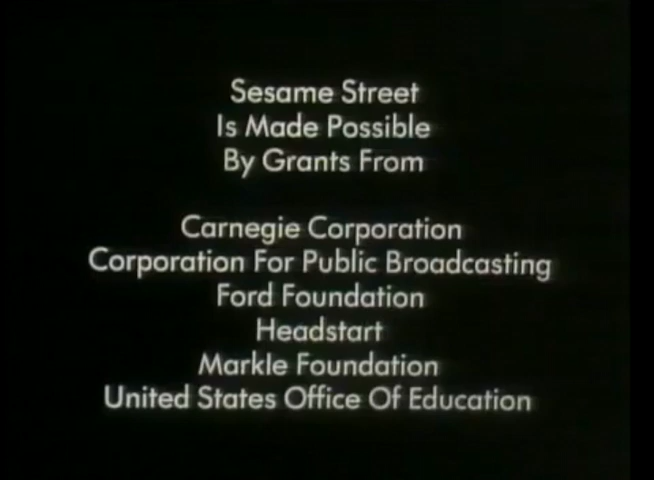 Sesame Street
Is Made Possible
By Grants From
Carnegie Corporation
Corporation For Public Broadcasting
Ford Foundation
Headstart
Markle Foundation
United States Office Of Education